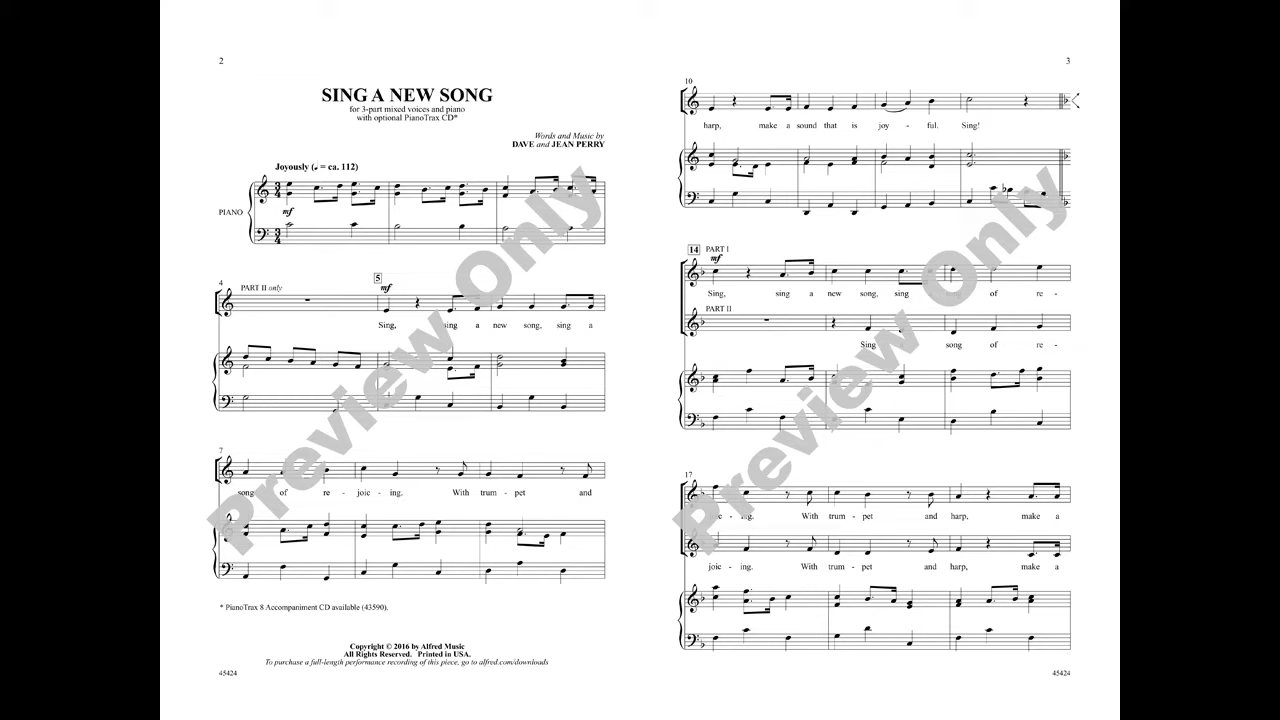 2
SING A NEW SONG
for 3-part mixed voices and piano
with optional PianoTrax CD*
Words and Music by
DAVE and JEAN PERRY
Joyously (♩ = ca. 112)
PIANO
3 4
mf
3 4
4
PART II only
5
mf
Sing, sing a new song, sing a
7
song of re - joic - ing. With trum - pet and
* PianoTrax 8 Accompaniment CD available (43590).
Copyright © 2016 by Alfred Music
All Rights Reserved. Printed in USA.
To purchase a full-length performance recording of this piece, go to alfred.com/downloads
45424
Preview Only
3
10
harp, make a sound that is joy - ful. Sing!
14
PART I
mf
Sing, sing a new song, sing song of re -
PART II
Sing song of re -
17
joic - ing. With trum - pet and harp, make a
joic - ing. With trum - pet and harp, make a
45424
Preview Only